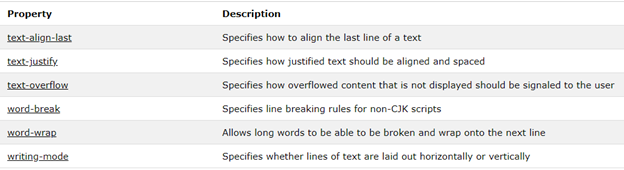 Property Description
text-align-last Specifies how to align the last line of a text
text-justify Specifies how justified text should be aligned and spaced
text-overflow Specifies how overflowed content that is not displayed should be signaled to the user
word-break Specifies line breaking rules for non-CJK scripts
word-wrap Allows long words to be able to be broken and wrap onto the next line
writing-mode Specifies whether lines of text are laid out horizontally or vertically